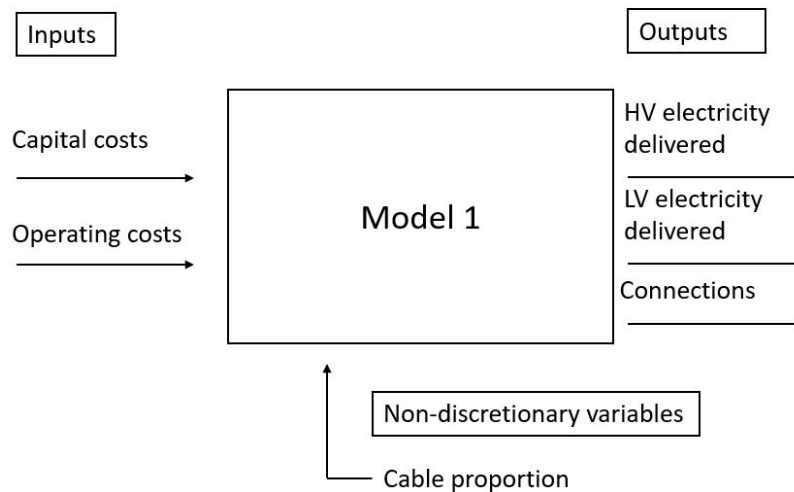 Inputs
Outputs
Capital costs
Operating costs
Model 1
HV electricity
delivered
LV electricity
delivered
Connections
Non-discretionary variables
Cable proportion